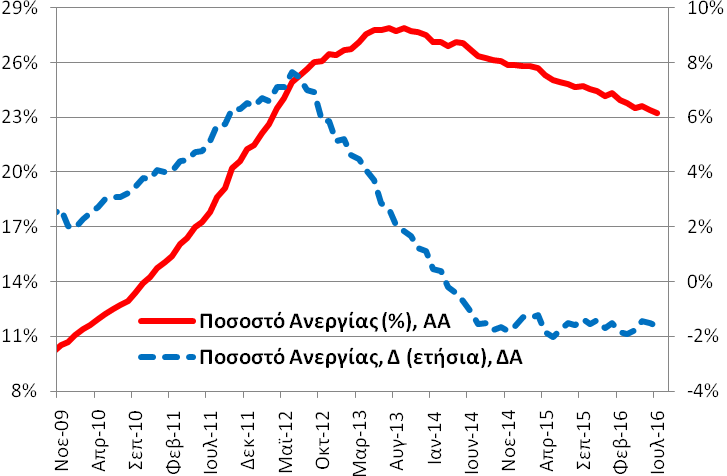 29%
26%
23%
20%
17%
14%
11%
8%
10%
8%
6%
4%
2%
0%
-2%
-4%
Ποσοστό Ανεργίας (%), ΑΑ
Ποσοστό Ανεργίας, Δ (ετήσια), ΔΑ
Νοε-09
Απρ-10
Σεπ-10
Φεβ-11
Ιουλ-11
Δεκ-11
Μαϊ-12
Οκτ-12
Μαρ-13
Αυγ-13
Ιαν-14
Ιουν-14
Νοε-14
Απρ-15
Σεπ-15
Φεβ-16
Ιουλ-16